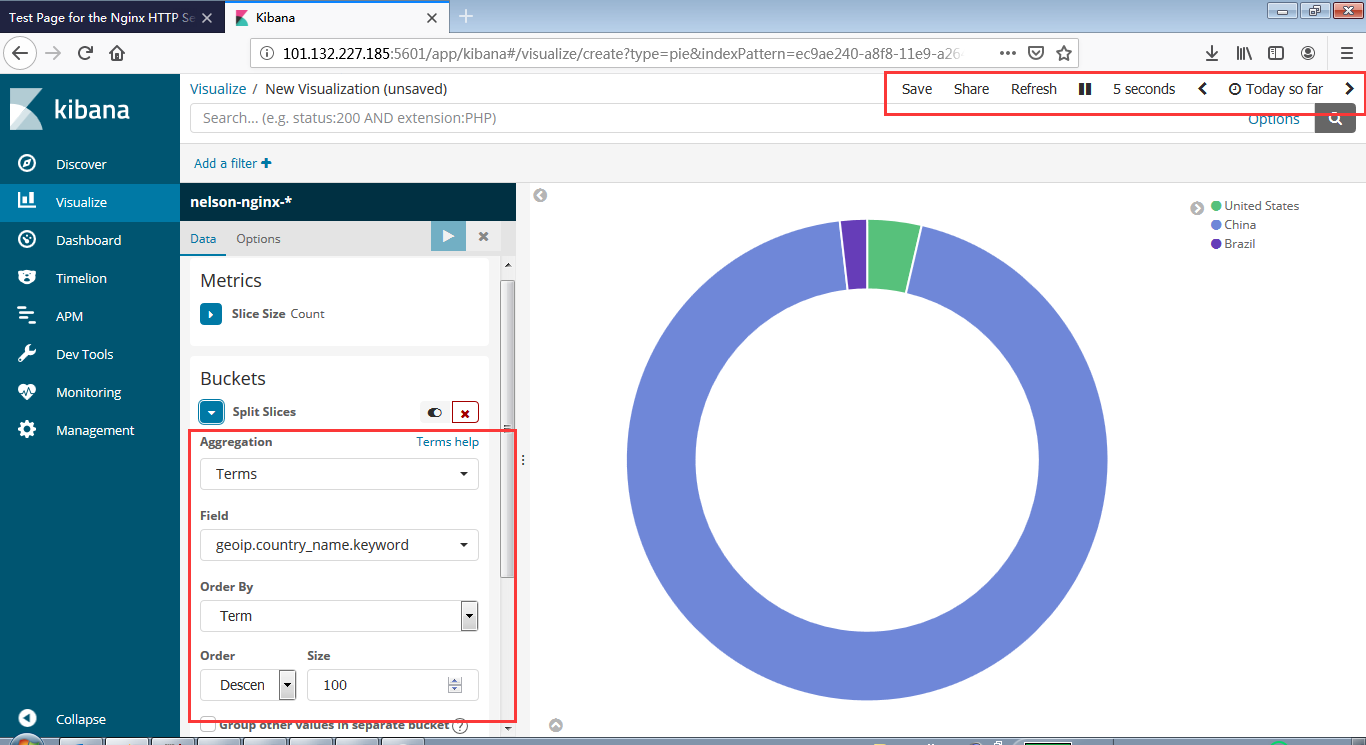 Test Page for the Nginx HTTP Se
Kibana
101.132.227.185:5601/app/kibana#/visualize/create?type=pie&indexPattern=ec9ae240-a8f8-11e9-a26
kibana
Discover
Visualize
Dashboard
Timelion
APM
Dev Tools
Monitoring
Management
Collapse
Visualize / New Visualization (unsaved)
Save Share Refresh 5 seconds Today so far
Search... (e.g. status:200 AND extension:PHP)
Options
Add a filter
nelson-nginx-*
Data Options
Metrics
Slice Size Count
Buckets
Split Slices
Aggregation Terms help
Terms
Field
geoip.country_name.keyword
Order By
Term
Order Size
Descen 100
Group other values in separate bucket
United States
China
Brazil